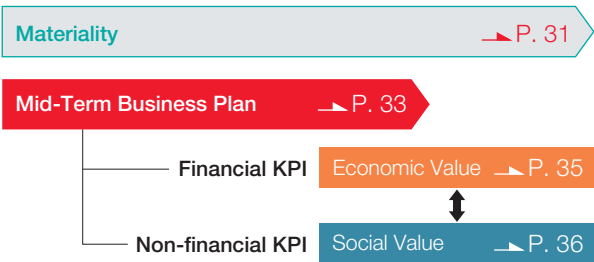 Materiality P. 31
Mid-Term Business Plan P. 33
Financial KPI Economic Value P. 35
Non-financial KPI Social Value P. 36